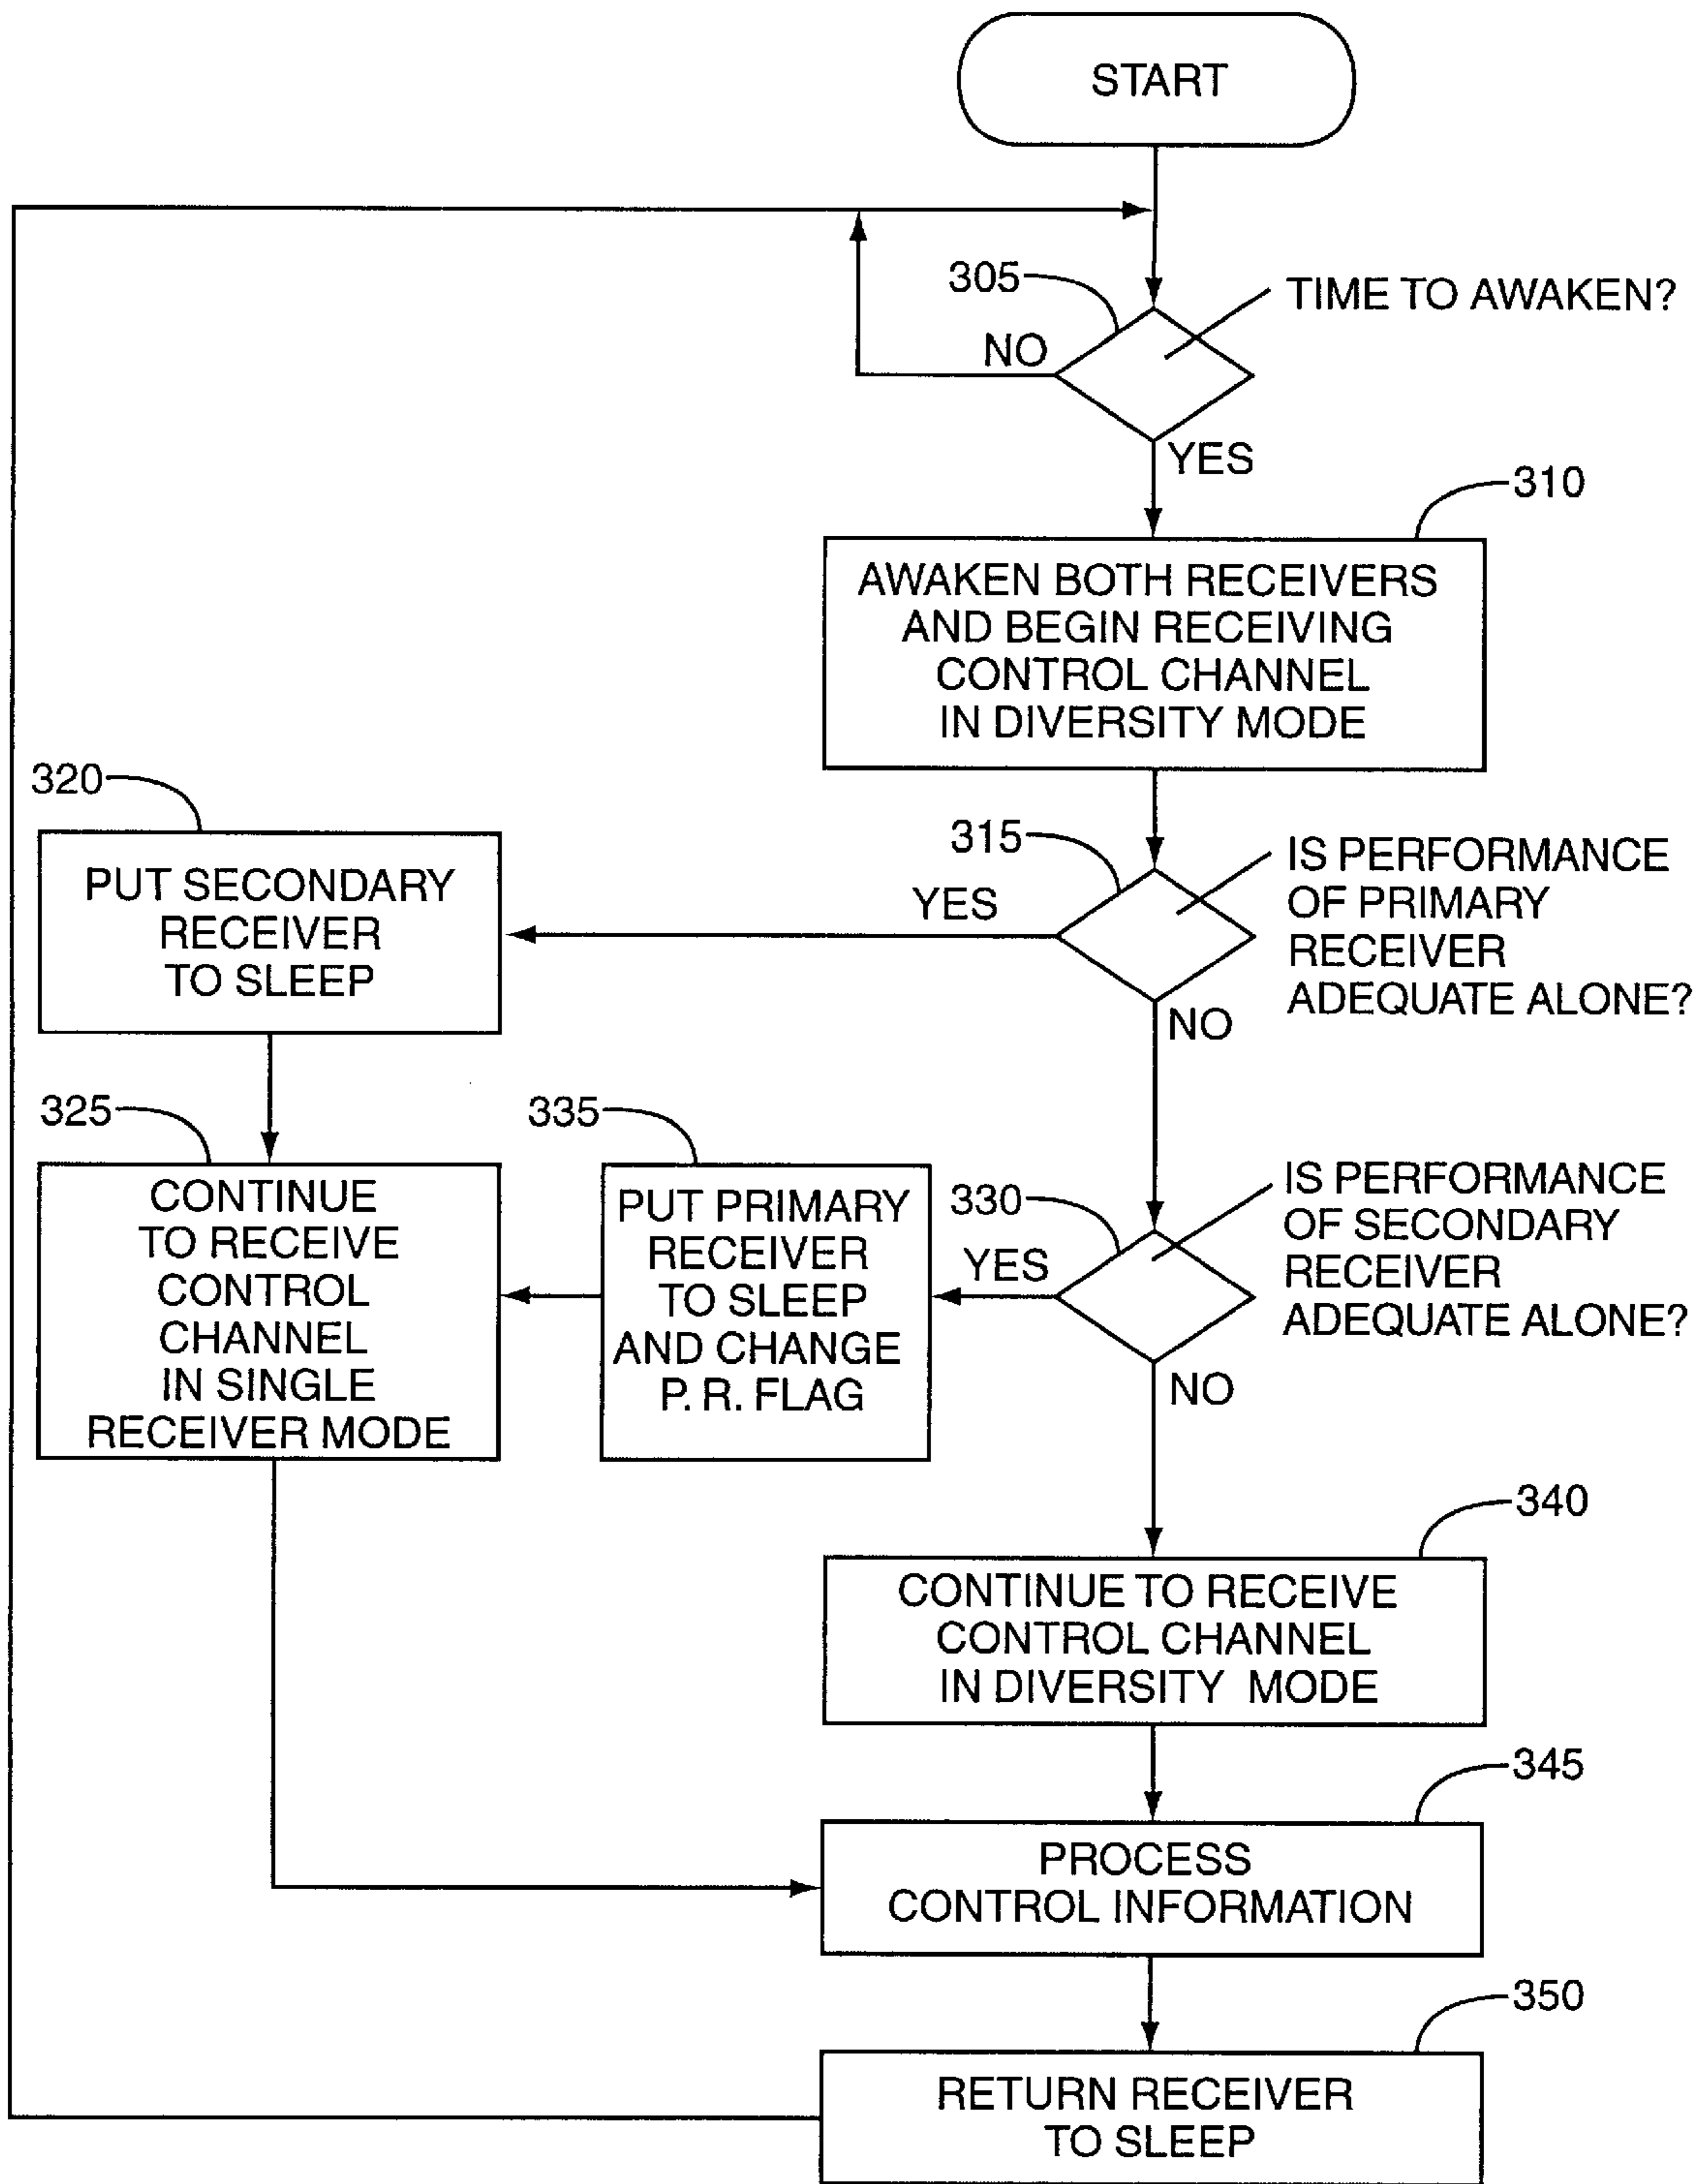 START
305
TIME TO AWAKEN?
NO
YES
310
AWAKEN BOTH RECEIVERS
AND BEGIN RECEIVING
CONTROL CHANNEL
IN DIVERSITY MODE
320
PUT SECONDARY
RECEIVER
TO SLEEP
315
YES
IS PERFORMANCE
OF PRIMARY
RECEIVER
ADEQUATE ALONE?
NO
325
CONTINUE
TO RECEIVE
CONTROL
CHANNEL
IN SINGLE
RECEIVER MODE
335
PUT PRIMARY
RECEIVER
TO SLEEP
AND CHANGE
P. R. FLAG
330
YES
IS PERFORMANCE
OF SECONDARY
RECEIVER
ADEQUATE ALONE?
NO
340
CONTINUE TO RECEIVE
CONTROL CHANNEL
IN DIVERSITY MODE
345
PROCESS
CONTROL INFORMATION
350
RETURN RECEIVER
TO SLEEP